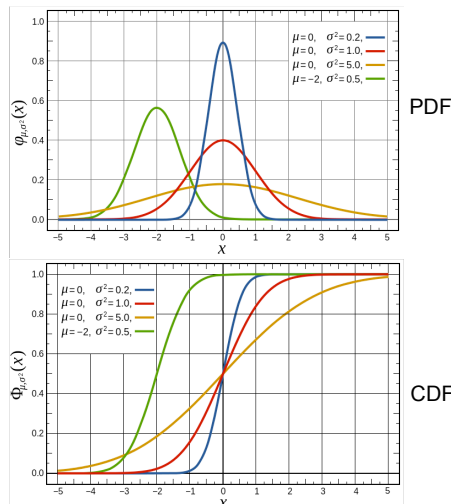 1.0
0.8
0.6
0.4
0.2
0.0
φμ,σ²(x)
μ=0, σ²=0.2,
μ=0, σ²=1.0,
μ=0, σ²=5.0,
μ=−2, σ²=0.5,
−5 −4 −3 −2 −1 0 1 2 3 4 5
x
PDF
1.0
0.8
0.6
0.4
0.2
0.0
Φμ,σ²(x)
μ=0, σ²=0.2,
μ=0, σ²=1.0,
μ=0, σ²=5.0,
μ=−2, σ²=0.5,
−5 −4 −3 −2 −1 0 1 2 3 4 5
x
CDF